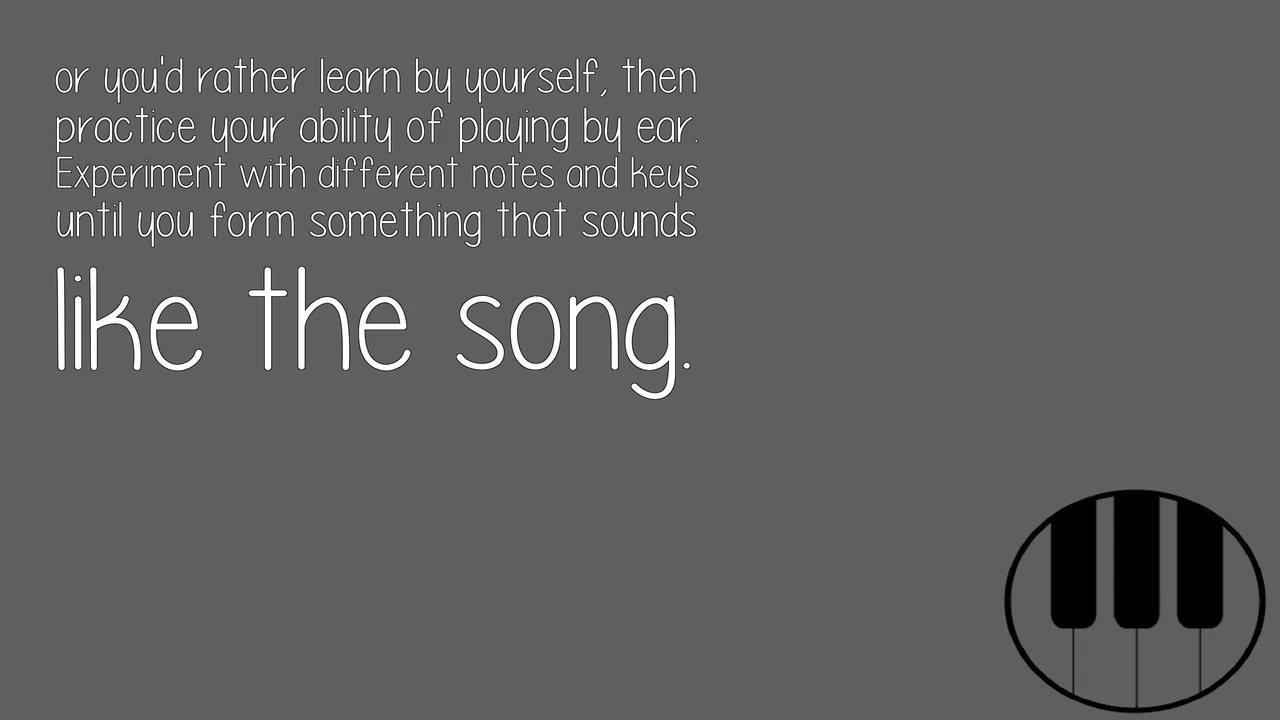 or you'd rather learn by yourself, then
practice your ability of playing by ear.
Experiment with different notes and keys
until you form something that sounds
like the song.